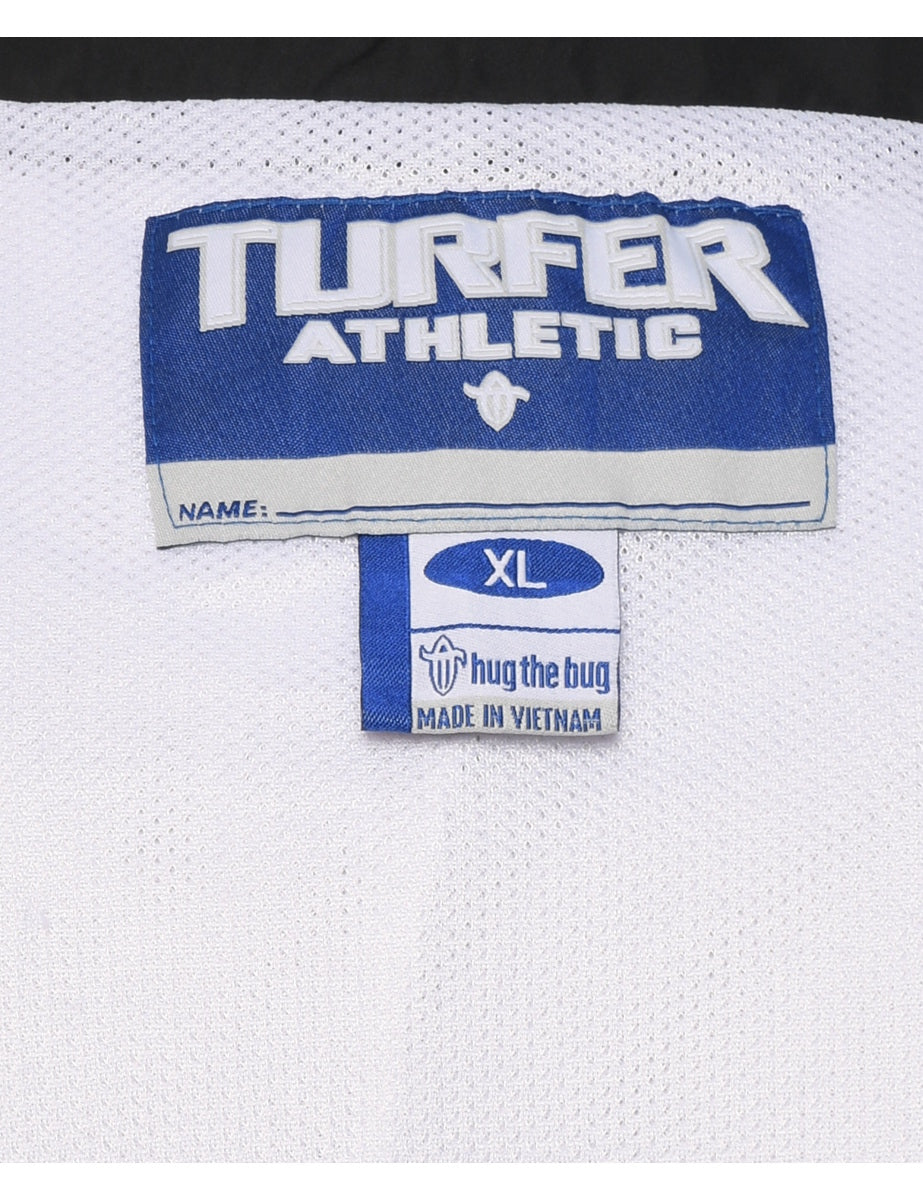 TURFER
ATHLETIC
NAME:
XL
hug the bug
MADE IN VIETNAM